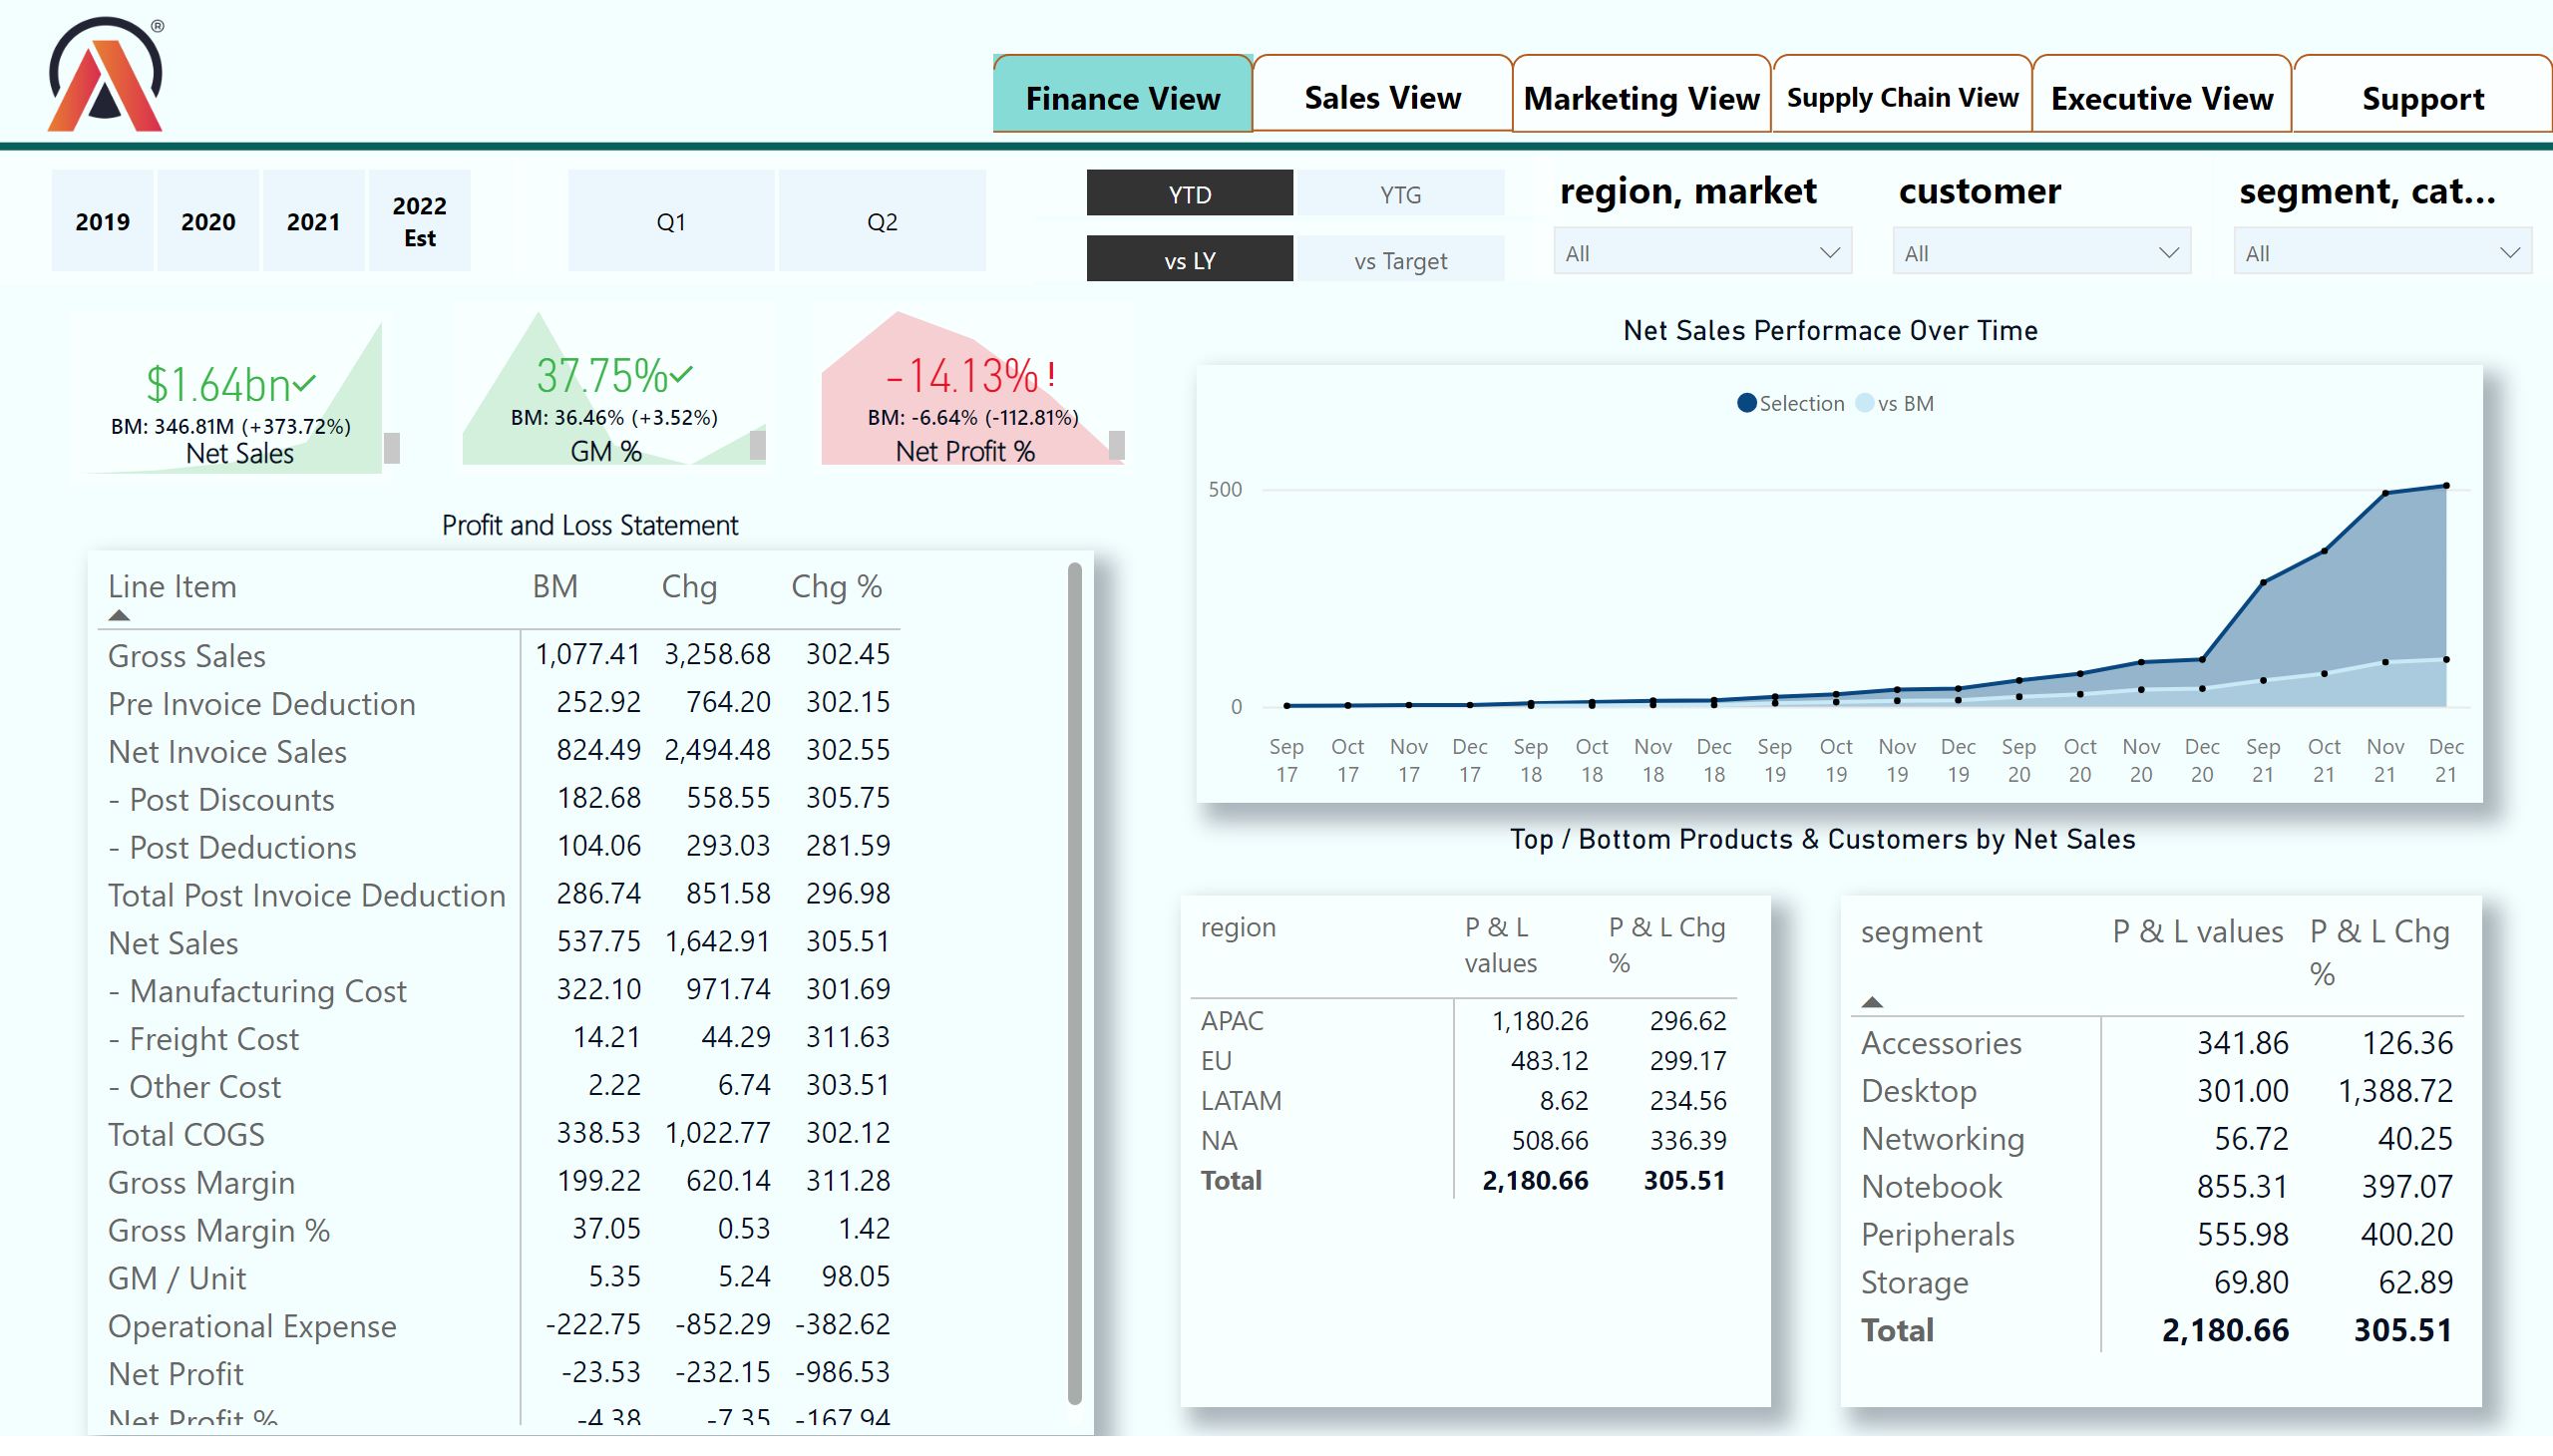 ®
Finance View
Sales View
Marketing View
Supply Chain View
Executive View
Support
2019
2020
2021
2022
Est
Q1
Q2
YTD
YTG
vs LY
vs Target
region, market
All
customer
All
segment, cat...
All
$1.64bn
BM: 346.81M (+373.72%)
Net Sales
37.75%
BM: 36.46% (+3.52%)
GM %
-14.13% !
BM: -6.64% (-112.81%)
Net Profit %
Profit and Loss Statement
Line Item BM Chg Chg %
Gross Sales 1,077.41 3,258.68 302.45
Pre Invoice Deduction 252.92 764.20 302.15
Net Invoice Sales 824.49 2,494.48 302.55
- Post Discounts 182.68 558.55 305.75
- Post Deductions 104.06 293.03 281.59
Total Post Invoice Deduction 286.74 851.58 296.98
Net Sales 537.75 1,642.91 305.51
- Manufacturing Cost 322.10 971.74 301.69
- Freight Cost 14.21 44.29 311.63
- Other Cost 2.22 6.74 303.51
Total COGS 338.53 1,022.77 302.12
Gross Margin 199.22 620.14 311.28
Gross Margin % 37.05 0.53 1.42
GM / Unit 5.35 5.24 98.05
Operational Expense -222.75 -852.29 -382.62
Net Profit -23.53 -232.15 -986.53
Net Profit % -4.38 -7.35 -167.94
Net Sales Performace Over Time
Selection vs BM
500
0
Sep Oct Nov Dec Sep Oct Nov Dec Sep Oct Nov Dec Sep Oct Nov Dec Sep Oct Nov Dec
17 17 17 17 18 18 18 18 19 19 19 19 20 20 20 20 21 21 21 21
Top / Bottom Products & Customers by Net Sales
region P & L P & L Chg
values %
APAC 1,180.26 296.62
EU 483.12 299.17
LATAM 8.62 234.56
NA 508.66 336.39
Total 2,180.66 305.51
segment P & L values P & L Chg
%
Accessories 341.86 126.36
Desktop 301.00 1,388.72
Networking 56.72 40.25
Notebook 855.31 397.07
Peripherals 555.98 400.20
Storage 69.80 62.89
Total 2,180.66 305.51